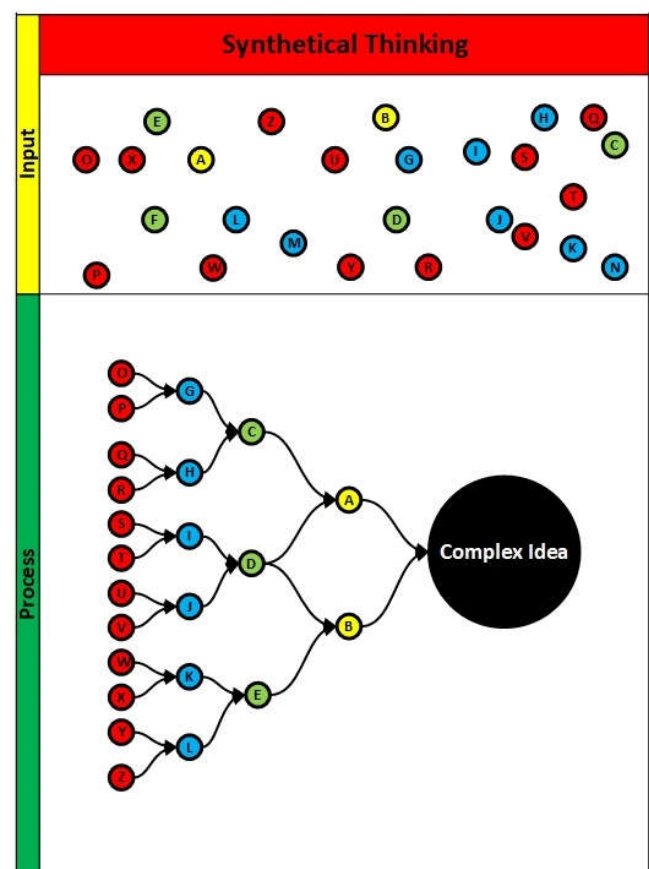 Synthetical Thinking
Input
E Z B H Q
O X A U G I S C
T
F L D J
M V K
P W Y R N
Process
O
G
P
C
Q
H
R
A
S
I
T
D
Complex Idea
U
J
V
B
W
K
X
E
Y
L
Z